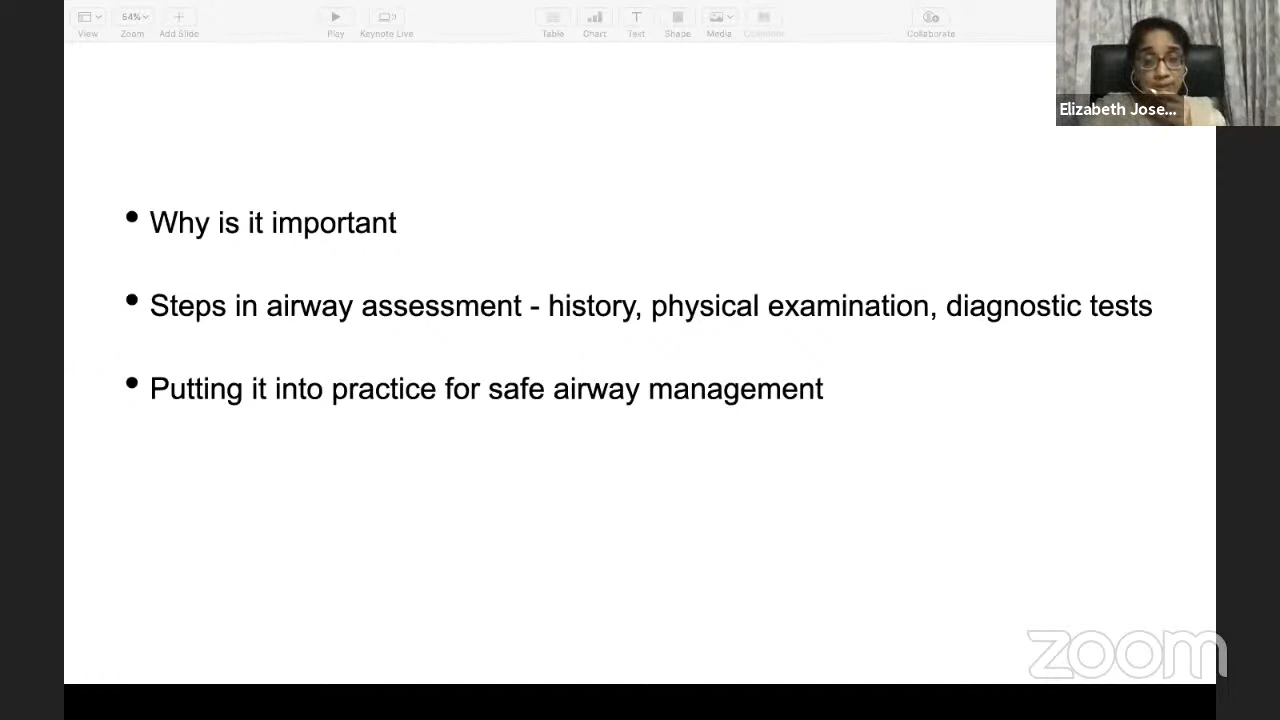 54%
View Zoom Add Slide Play Keynote Live Table Chart Text Shape Media Comment Collaborate
Elizabeth Jose...
• Why is it important
• Steps in airway assessment - history, physical examination, diagnostic tests
• Putting it into practice for safe airway management
zoom